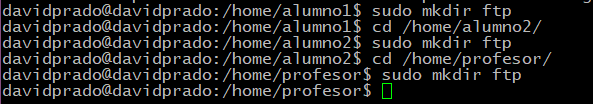 davidprado@davidprado:/home/alumno1$ sudo mkdir ftp
davidprado@davidprado:/home/alumno1$ cd /home/alumno2/
davidprado@davidprado:/home/alumno2$ sudo mkdir ftp
davidprado@davidprado:/home/alumno2$ cd /home/profesor/
davidprado@davidprado:/home/profesor$ sudo mkdir ftp
davidprado@davidprado:/home/profesor$